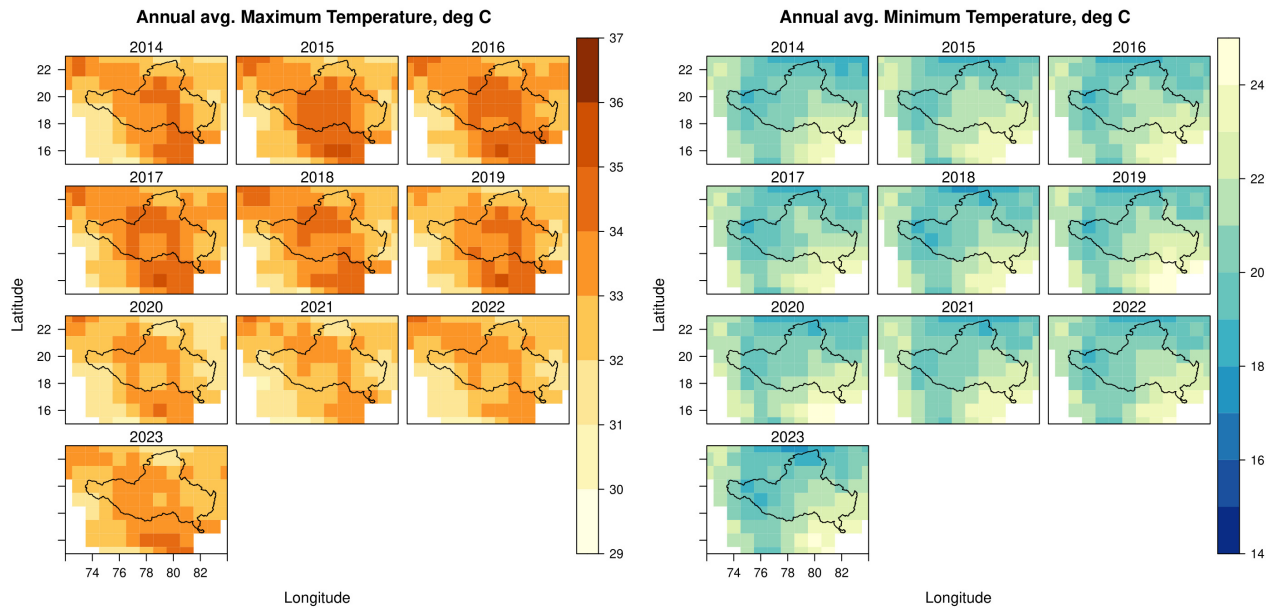 Annual avg. Maximum Temperature, deg C
2014 2015 2016
22
20
18
16
2017 2018 2019
2020 2021 2022
22
20
18
16
2023
74 76 78 80 82
Latitude
Longitude
37
36
35
34
33
32
31
30
29
Annual avg. Minimum Temperature, deg C
2014 2015 2016
22
20
18
16
2017 2018 2019
2020 2021 2022
22
20
18
16
2023
74 76 78 80 82
Latitude
Longitude
24
22
20
18
16
14